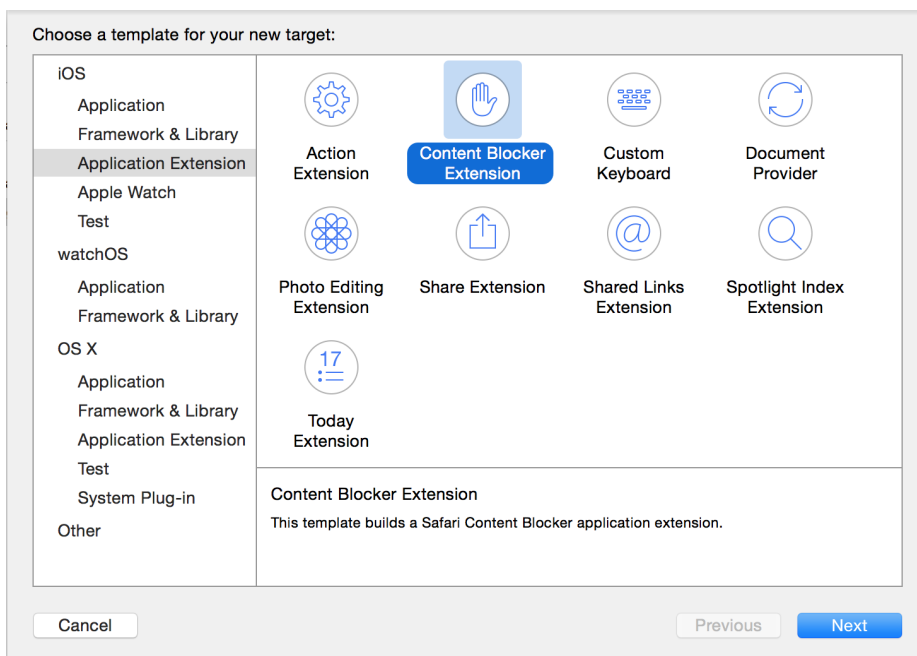 Choose a template for your new target:
iOS
Application
Framework & Library
Application Extension
Apple Watch
Test
watchOS
Application
Framework & Library
OS X
Application
Framework & Library
Application Extension
Test
System Plug-in
Other
Action
Extension
Content Blocker
Extension
Custom
Keyboard
Document
Provider
Photo Editing
Extension
Share Extension
Shared Links
Extension
Spotlight Index
Extension
17
Today
Extension
Content Blocker Extension
This template builds a Safari Content Blocker application extension.
Cancel
Previous
Next